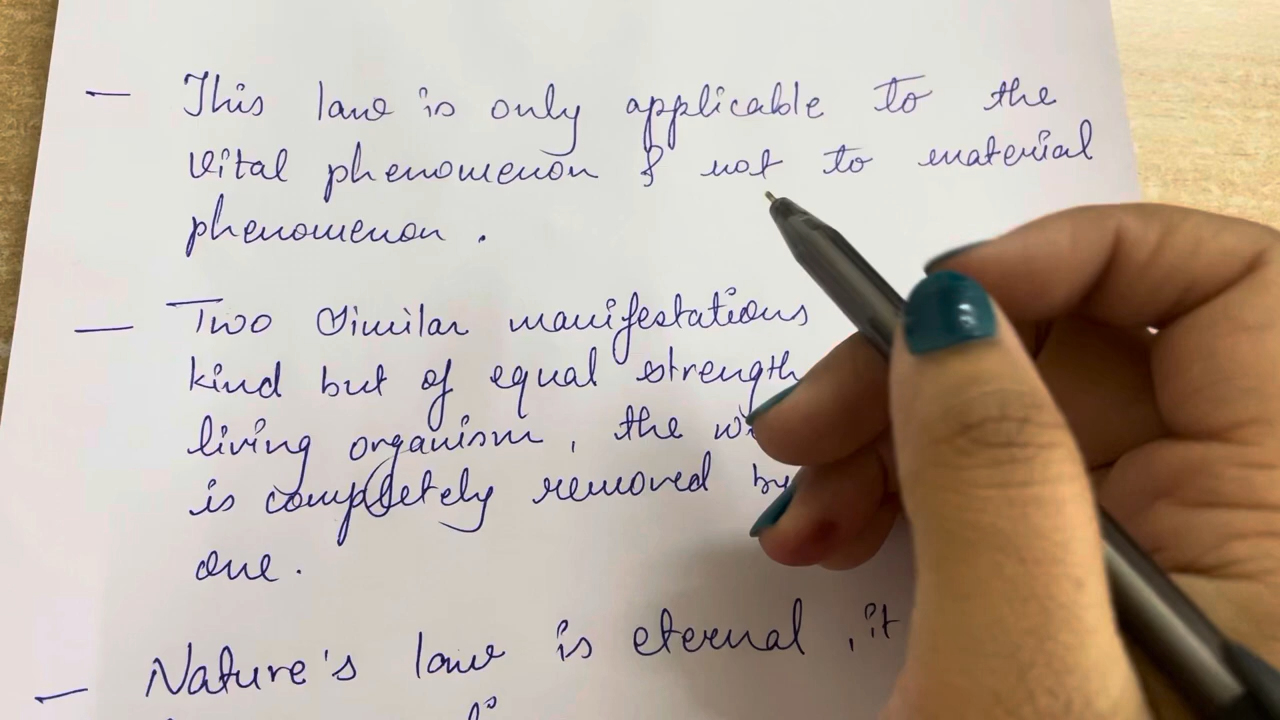 — This law is only applicable to the
vital phenomenon & not to material
phenomenon.
— Two Similar manifestations
kind but of equal strength
living organism, the
is completely removed by
one.
— Nature's law is eternal, it